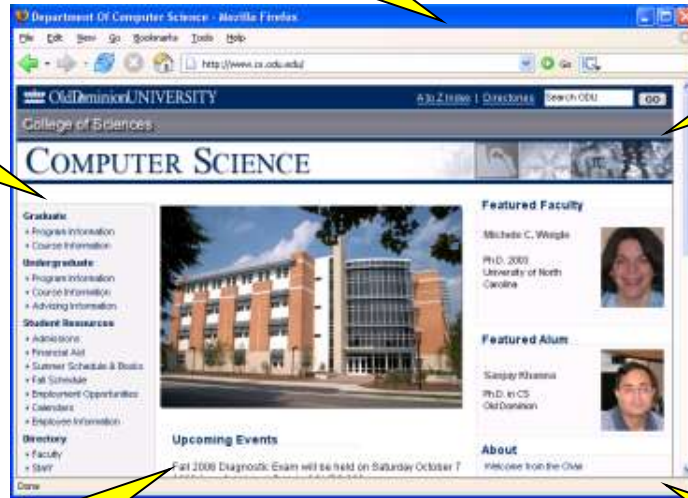 Department Of Computer Science - Mozilla Firefox
File Edit View Go Bookmarks Tools Help
http://www.cs.odu.edu/ Go
OldDominionUNIVERSITY A to Z Index | Directories Search ODU GO
College of Sciences
COMPUTER SCIENCE
Graduate
Program Information
Course Information
Undergraduate
Program Information
Course Information
Advising Information
Student Resources
Admissions
Financial Aid
Summer Schedule & Books
Fall Schedule
Employment Opportunities
Calendars
Employee Information
Directory
Faculty
Staff
Featured Faculty
Michele C. Weigle
Ph.D. 2003
University of North
Carolina
Featured Alum
Sanjay Khanna
Ph.D. in CS
Old Dominion
Upcoming Events
Fall 2006 Diagnostic Exam will be held on Saturday October 7
About
Welcome from the Chair
Done